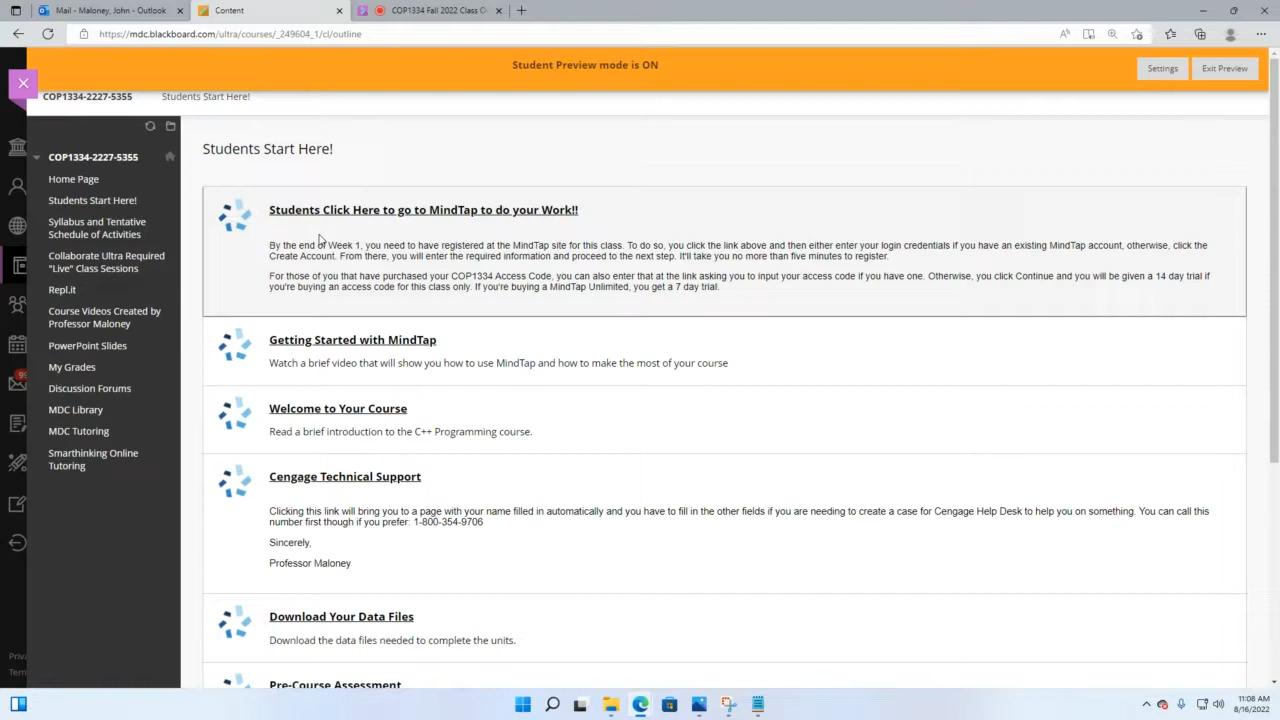 Mail - Maloney, John - Outlook
Content
COP1334 Fall 2022 Class Co
https://mdc.blackboard.com/ultra/courses/_249604_1/cl/outline
Student Preview mode is ON
Settings
Exit Preview
COP1334-2227-5355
Students Start Here!
COP1334-2227-5355
Home Page
Students Start Here!
Syllabus and Tentative
Schedule of Activities
Collaborate Ultra Required
"Live" Class Sessions
Repl.it
Course Videos Created by
Professor Maloney
PowerPoint Slides
My Grades
Discussion Forums
MDC Library
MDC Tutoring
Smarthinking Online
Tutoring
99
Priva
Term
Students Start Here!
Students Click Here to go to MindTap to do your Work!!
By the end of Week 1, you need to have registered at the MindTap site for this class. To do so, you click the link above and then either enter your login credentials if you have an existing MindTap account, otherwise, click the
Create Account. From there, you will enter the required information and proceed to the next step. It'll take you no more than five minutes to register.
For those of you that have purchased your COP1334 Access Code, you can also enter that at the link asking you to input your access code if you have one. Otherwise, you click Continue and you will be given a 14 day trial if
you're buying an access code for this class only. If you're buying a MindTap Unlimited, you get a 7 day trial.
Getting Started with MindTap
Watch a brief video that will show you how to use MindTap and how to make the most of your course
Welcome to Your Course
Read a brief introduction to the C++ Programming course.
Cengage Technical Support
Clicking this link will bring you to a page with your name filled in automatically and you have to fill in the other fields if you are needing to create a case for Cengage Help Desk to help you on something. You can call this
number first though if you prefer: 1-800-354-9706
Sincerely,
Professor Maloney
Download Your Data Files
Download the data files needed to complete the units.
Pre-Course Assessment
11:08 AM
8/16/2022